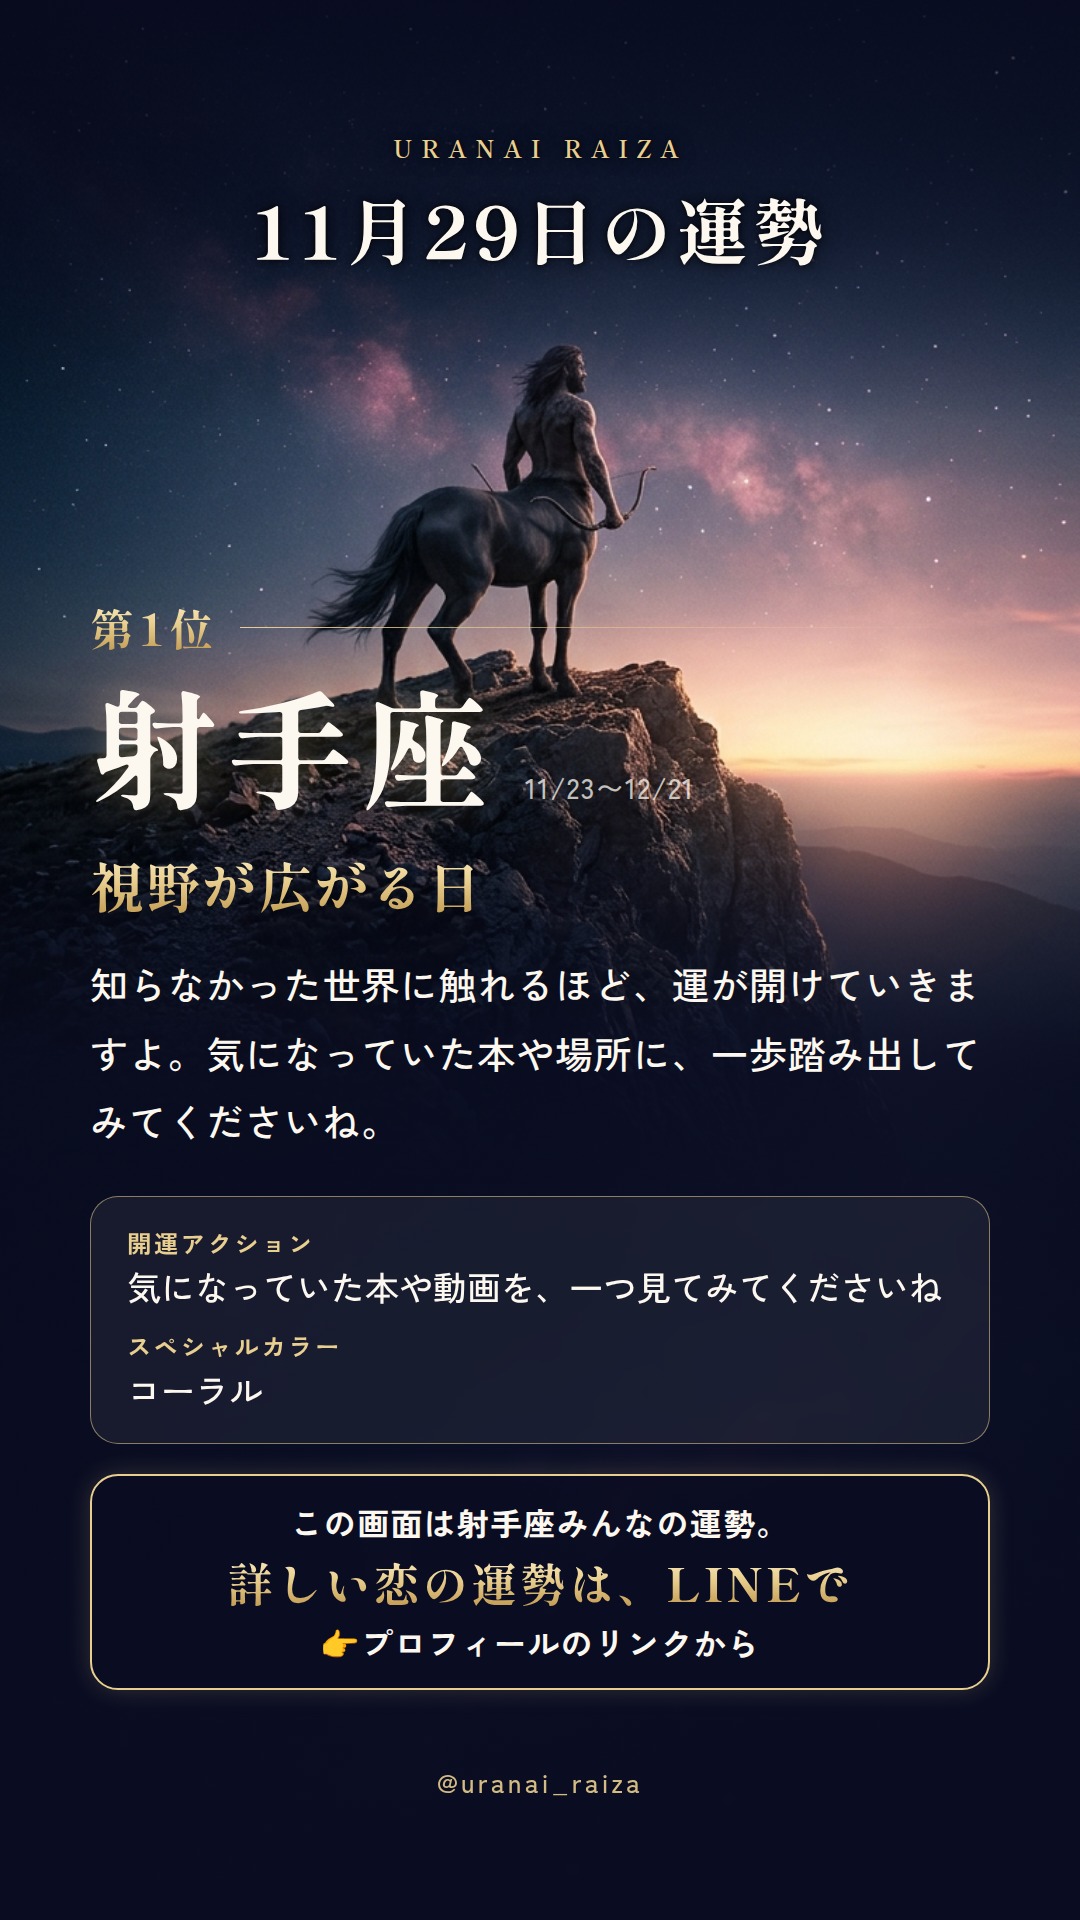 URANAI RAIZA
11月29日の運勢
第1位
射手座 11/23〜12/21
視野が広がる日
知らなかった世界に触れるほど、運が開けていきま
すよ。気になっていた本や場所に、一歩踏み出して
みてくださいね。
開運アクション
気になっていた本や動画を、一つ見てみてくださいね
スペシャルカラー
コーラル
この画面は射手座みんなの運勢。
詳しい恋の運勢は、LINEで
👉プロフィールのリンクから
@uranai_raiza